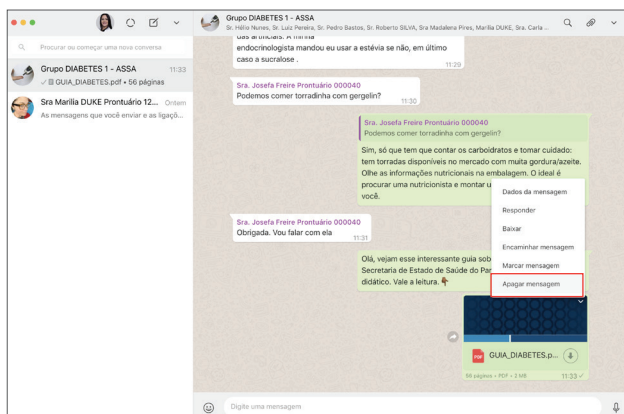 Procurar ou começar uma nova conversa
Grupo DIABETES 1 - ASSA
11:33
GUIA_DIABETES.pdf • 56 páginas
Sra Marilia DUKE Prontuário 12...
Ontem
As mensagens que você enviar e as ligaçõ...
Grupo DIABETES 1 - ASSA
Sr. Hélio Nunes, Sr. Luiz Pereira, Sr. Pedro Bastos, Sr. Roberto SILVA, Sra Madalena Pires, Marilia DUKE, Sra. Carla ...
das artificiais. A minha
endocrinologista mandou eu usar a estévia se não, em último
caso a sucralose .
11:29
Sra. Josefa Freire Prontuário 000040
Podemos comer torradinha com gergelin?
11:30
Sra. Josefa Freire Prontuário 000040
Podemos comer torradinha com gergelin?
Sim, só que tem que contar os carboidratos e tomar cuidado:
tem torradas disponíveis no mercado com muita gordura/azeite.
Olhe as informações nutricionais na embalagem. O ideal é
procurar uma nutricionista e montar u
você.
Dados da mensagem
Responder
Baixar
Encaminhar mensagem
Marcar mensagem
Apagar mensagem
Sra. Josefa Freire Prontuário 000040
Obrigada. Vou falar com ela
11:31
Olá, vejam esse interessante guia sob
Secretaria de Estado de Saúde do Par
didático. Vale a leitura.
PDF
GUIA_DIABETES.p...
56 páginas • PDF • 2 MB
11:33
Digite uma mensagem